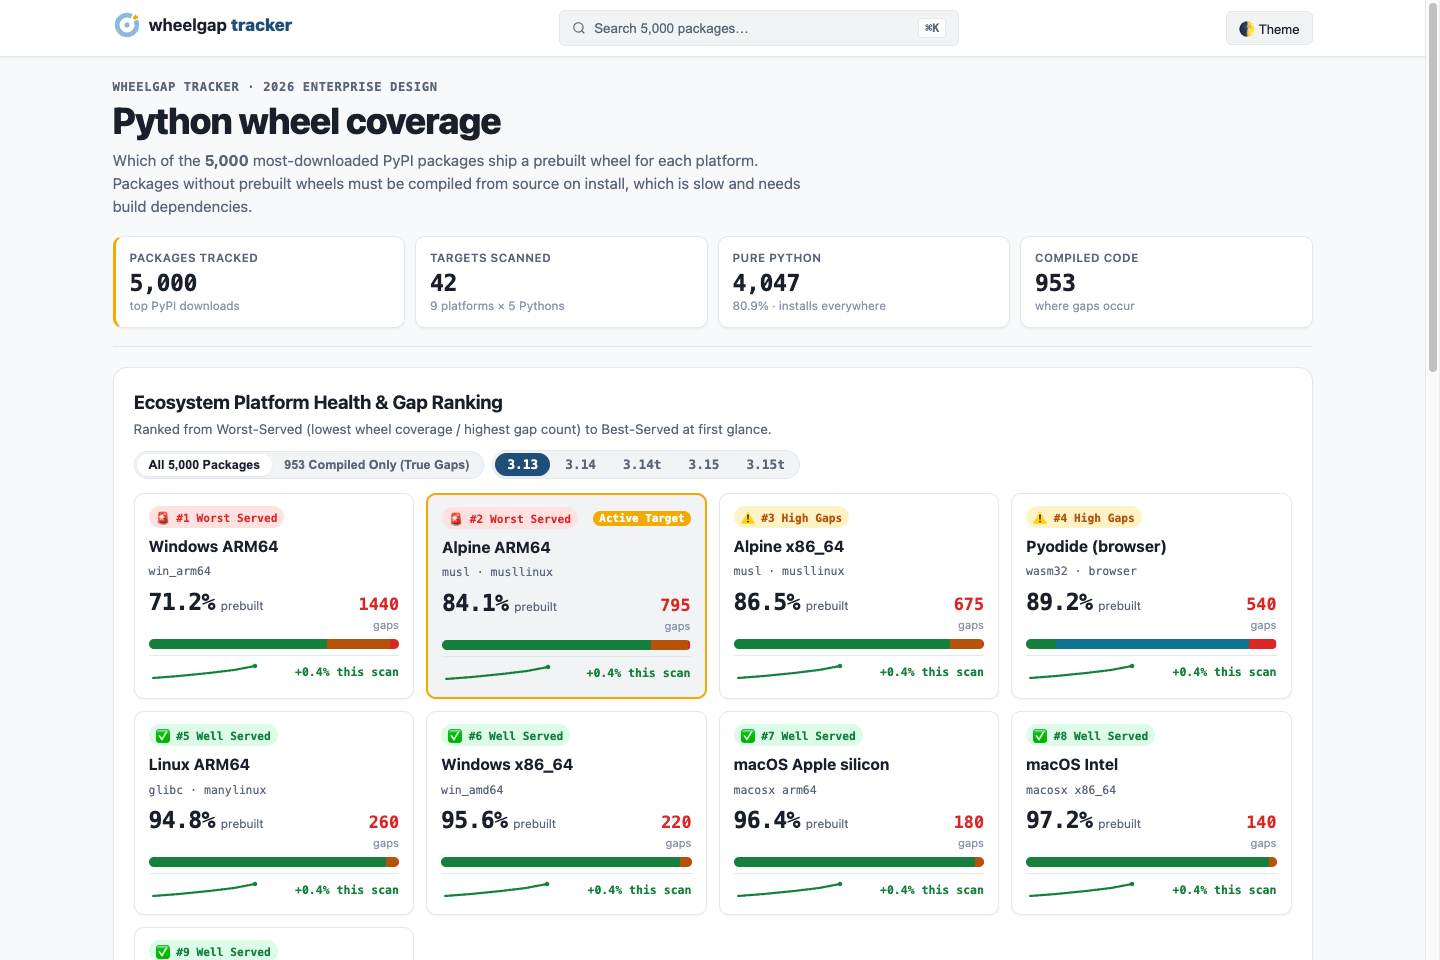 wheelgap tracker
Search 5,000 packages…
⌘K
Theme
WHEELGAP TRACKER · 2026 ENTERPRISE DESIGN
Python wheel coverage
Which of the 5,000 most-downloaded PyPI packages ship a prebuilt wheel for each platform.
Packages without prebuilt wheels must be compiled from source on install, which is slow and needs
build dependencies.
PACKAGES TRACKED
5,000
top PyPI downloads
TARGETS SCANNED
42
9 platforms × 5 Pythons
PURE PYTHON
4,047
80.9% · installs everywhere
COMPILED CODE
953
where gaps occur
Ecosystem Platform Health & Gap Ranking
Ranked from Worst-Served (lowest wheel coverage / highest gap count) to Best-Served at first glance.
All 5,000 Packages
953 Compiled Only (True Gaps)
3.13
3.14
3.14t
3.15
3.15t
#1 Worst Served
Windows ARM64
win_arm64
71.2% prebuilt
1440
gaps
+0.4% this scan
#2 Worst Served
Active Target
Alpine ARM64
musl · musllinux
84.1% prebuilt
795
gaps
+0.4% this scan
#3 High Gaps
Alpine x86_64
musl · musllinux
86.5% prebuilt
675
gaps
+0.4% this scan
#4 High Gaps
Pyodide (browser)
wasm32 · browser
89.2% prebuilt
540
gaps
+0.4% this scan
#5 Well Served
Linux ARM64
glibc · manylinux
94.8% prebuilt
260
gaps
+0.4% this scan
#6 Well Served
Windows x86_64
win_amd64
95.6% prebuilt
220
gaps
+0.4% this scan
#7 Well Served
macOS Apple silicon
macosx arm64
96.4% prebuilt
180
gaps
+0.4% this scan
#8 Well Served
macOS Intel
macosx x86_64
97.2% prebuilt
140
gaps
+0.4% this scan
#9 Well Served